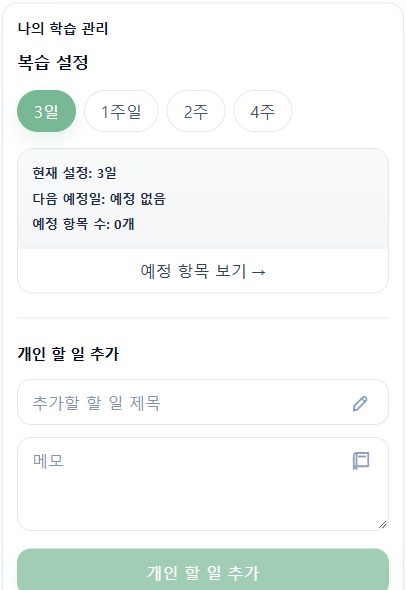 나의 학습 관리
복습 설정
3일 1주일 2주 4주
현재 설정: 3일
다음 예정일: 예정 없음
예정 항목 수: 0개
예정 항목 보기 →
개인 할 일 추가
추가할 할 일 제목
메모
개인 할 일 추가